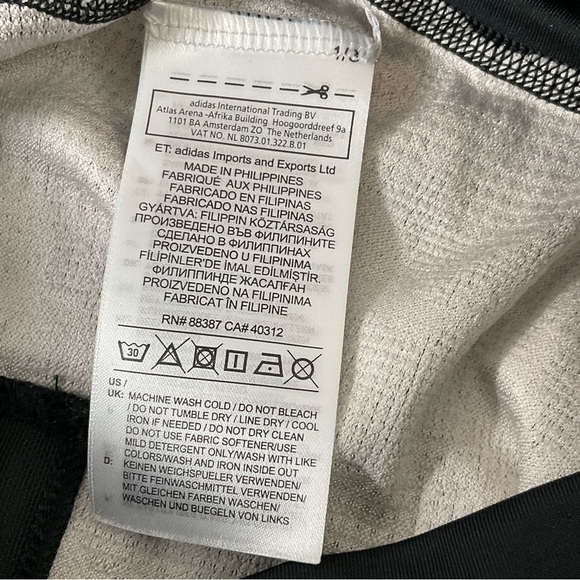 1/3
adidas International Trading BV
Atlas Arena -Afrika Building Hoogoorddreef 9a
1101 BA Amsterdam ZO The Netherlands
VAT NO. NL 8073.01.322.B.01
ET: adidas Imports and Exports Ltd
MADE IN PHILIPPINES
FABRIQUÉ AUX PHILIPPINES
FABRICADO EN FILIPINAS
FABRICADO NAS FILIPINAS
GYÁRTVA: FILIPPIN KÖZTÁRSASÁG
ПРОИЗВЕДЕНО ВЪВ ФИЛИПИНИТЕ
СДЕЛАНО В ФИЛИППИНАХ
PROIZVEDENO U FILIPINIMA
FİLİPİNLER'DE İMAL EDİLMİŞTİR.
ФИЛИППИНДЕ ЖАСАЛҒАН
PROIZVEDENO NA FILIPINIMA
FABRICAT ÎN FILIPINE
RN# 88387 CA# 40312
30
US /
UK: MACHINE WASH COLD / DO NOT BLEACH
/ DO NOT TUMBLE DRY / LINE DRY / COOL
IRON IF NEEDED / DO NOT DRY CLEAN
DO NOT USE FABRIC SOFTENER/USE
MILD DETERGENT ONLY/WASH WITH LIKE
COLORS/WASH AND IRON INSIDE OUT
D: KEINEN WEICHSPUELER VERWENDEN/
BITTE FEINWASCHMITTEL VERWENDEN/
MIT GLEICHEN FARBEN WASCHEN/
WASCHEN UND BUEGELN VON LINKS